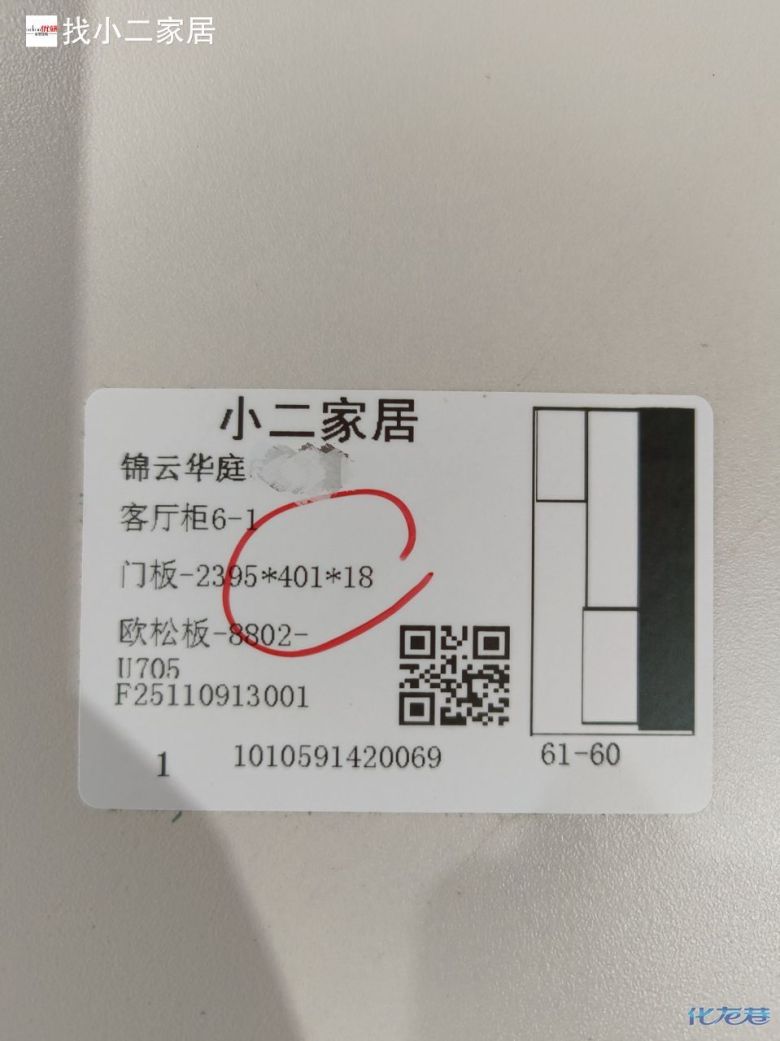 找小二家居
小二家居
锦云华庭
客厅柜6-1
门板-2395*401*18
欧松板-8802-
U705
F25110913001
1
1010591420069
61-60
化龙巷